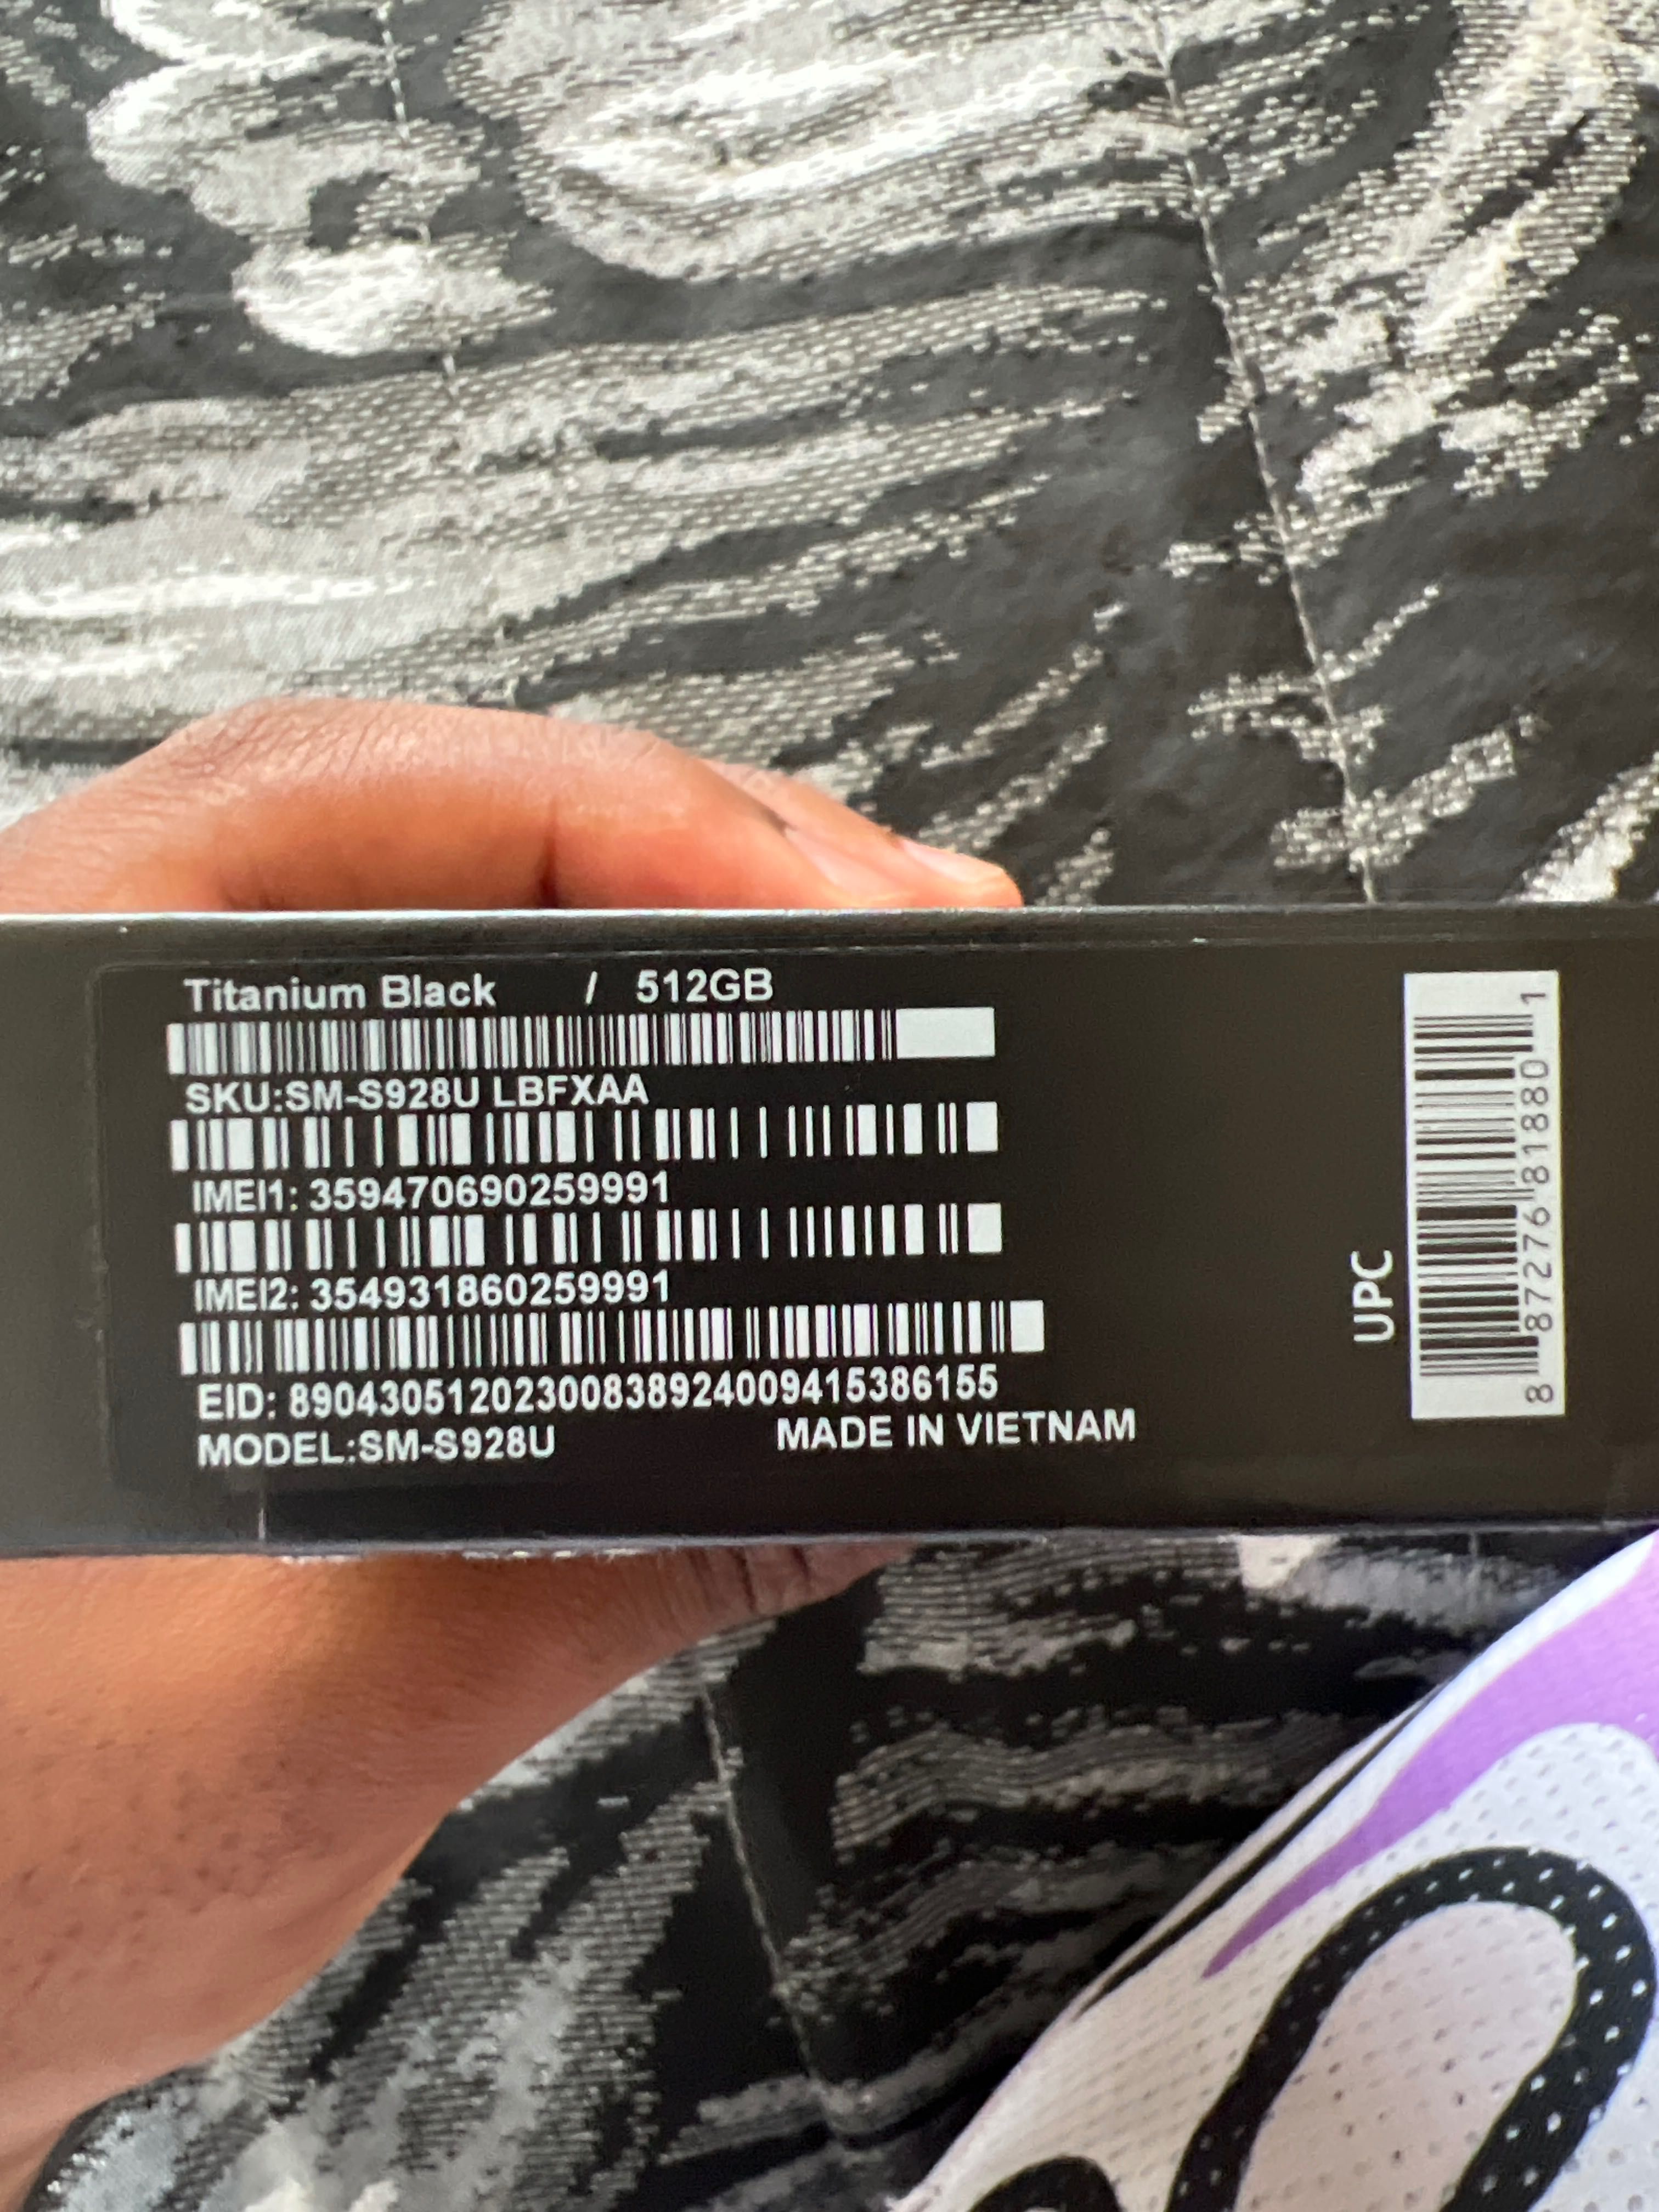 Titanium Black / 512GB
SKU:SM-S928U LBFXAA
IMEI1: 359470690259991
IMEI2: 354931860259991
EID: 89043051202300838924009415386155
MODEL:SM-S928U MADE IN VIETNAM
UPC
8 87276 81880 1